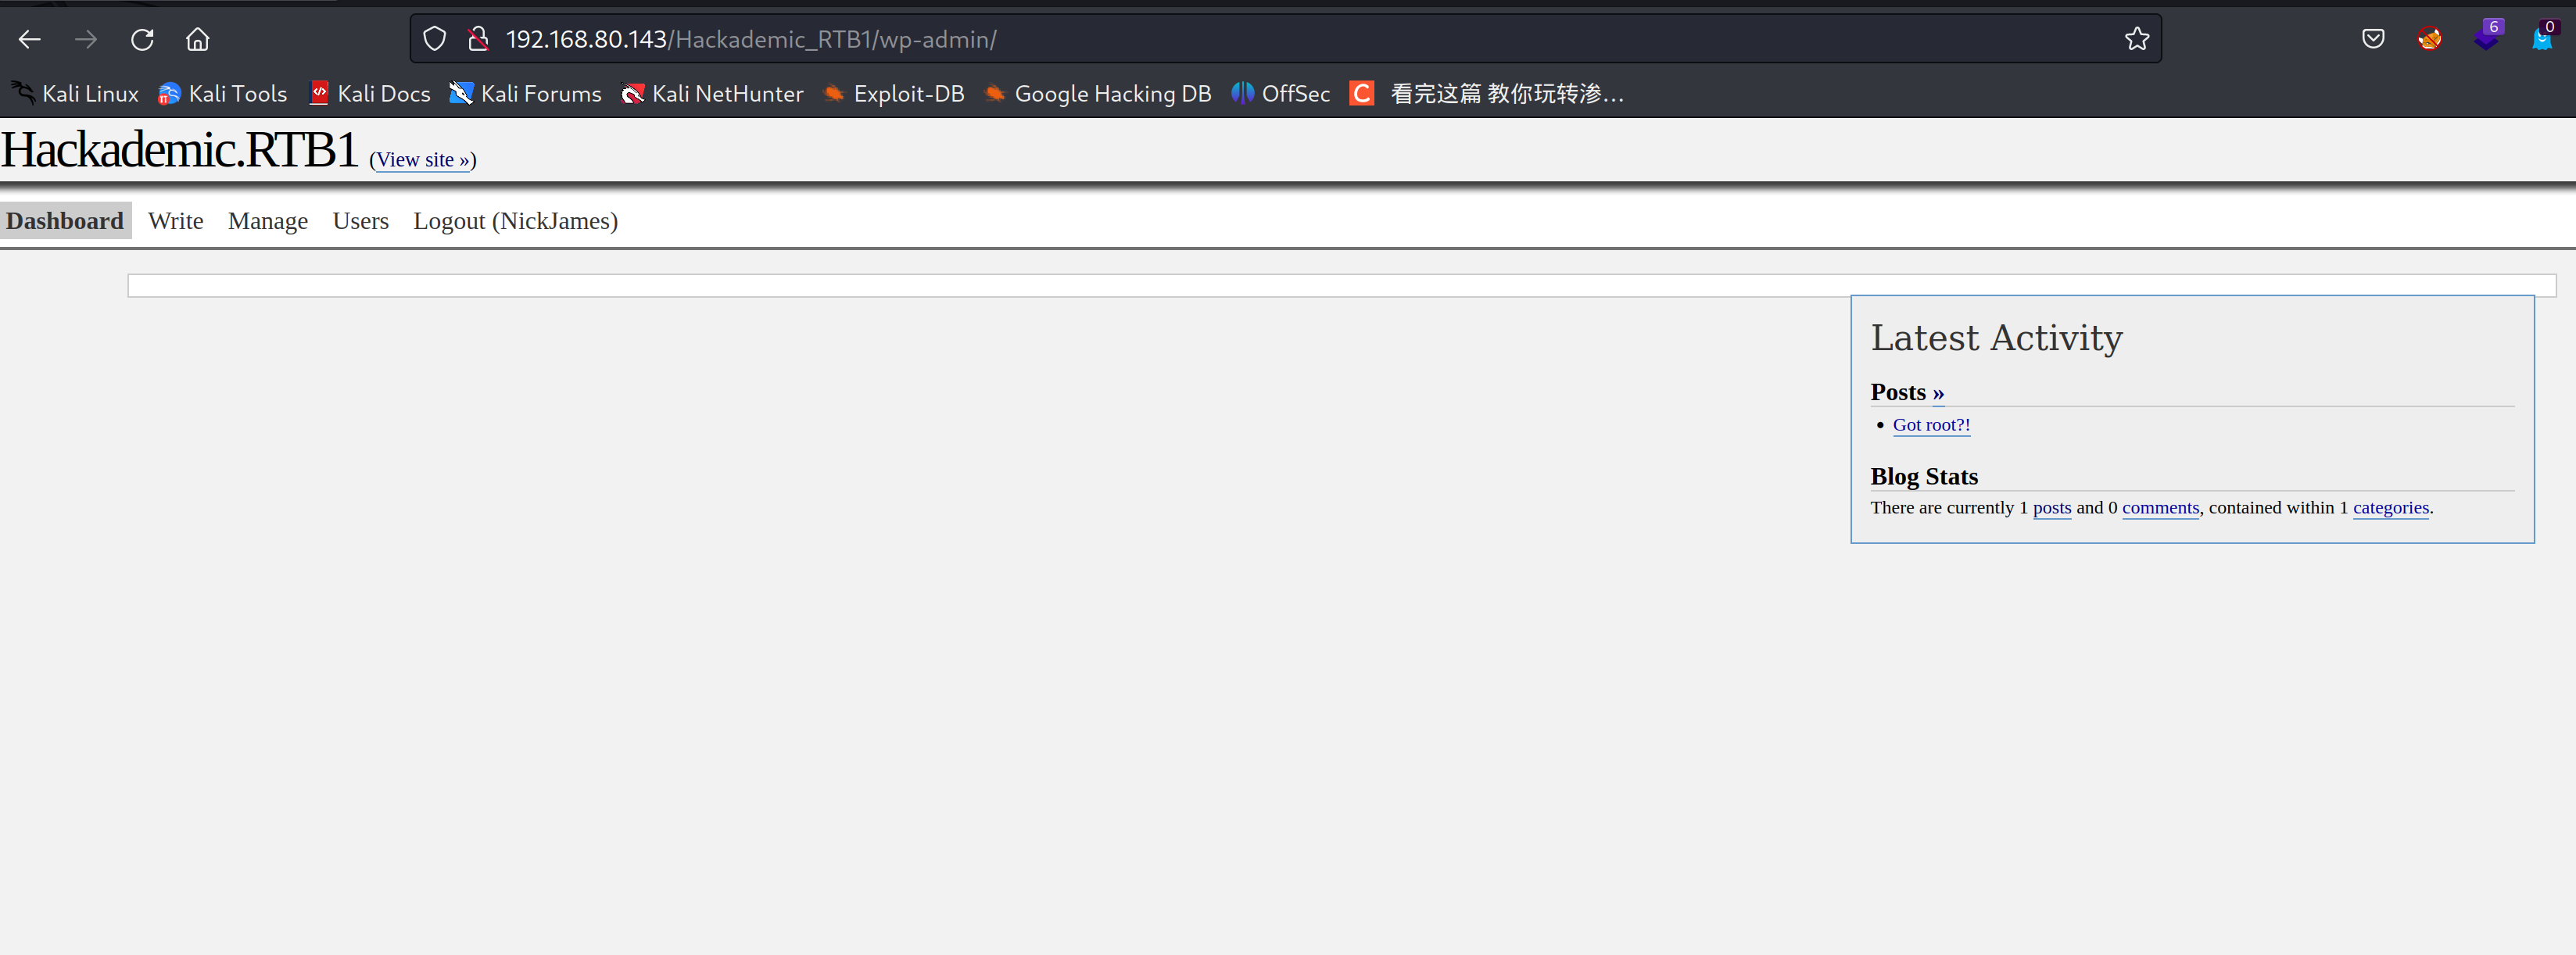 6
0
192.168.80.143/Hackademic_RTB1/wp-admin/
Kali Linux Kali Tools Kali Docs Kali Forums Kali NetHunter Exploit-DB Google Hacking DB OffSec C 看完这篇 教你玩转渗…
Hackademic.RTB1 (View site »)
Dashboard Write Manage Users Logout (NickJames)
Latest Activity
Posts »
Got root?!
Blog Stats
There are currently 1 posts and 0 comments, contained within 1 categories.